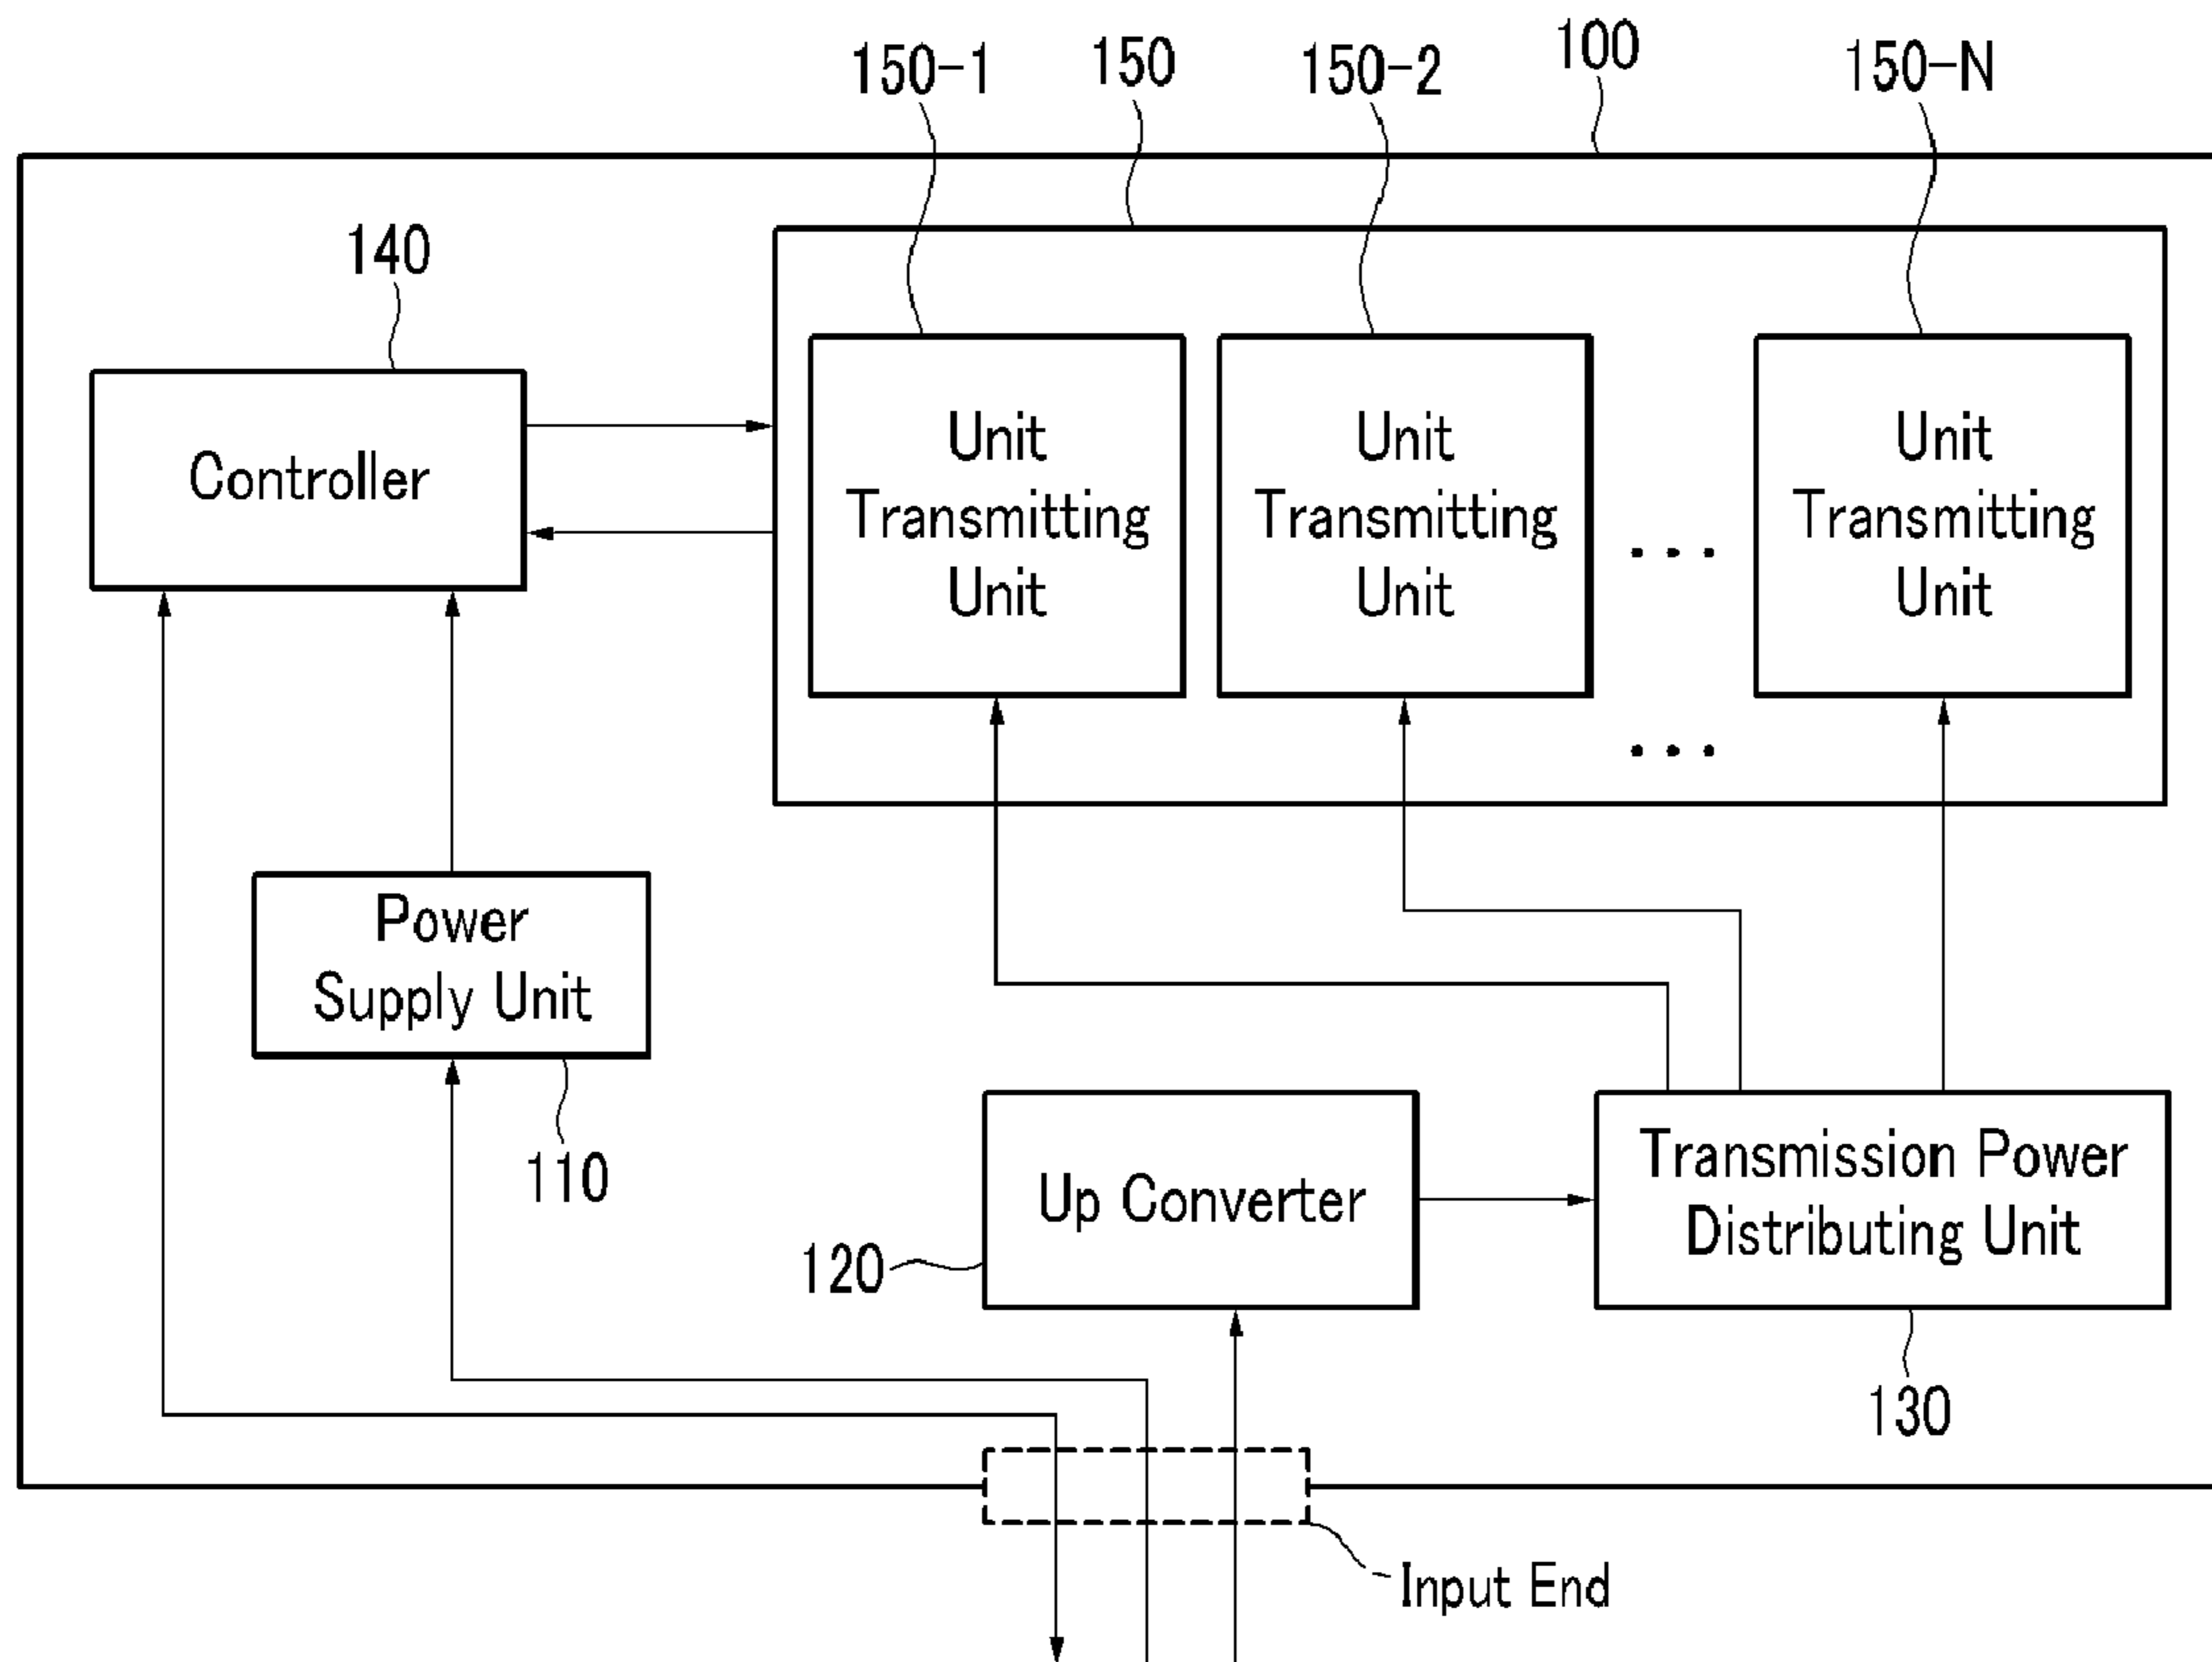 150-1
150
150-2
100
150-N
140
Controller
Unit
Transmitting
Unit
Unit
Transmitting
Unit
Unit
Transmitting
Unit
...
...
Power
Supply Unit
110
Up Converter
120
Transmission Power
Distributing Unit
130
Input End